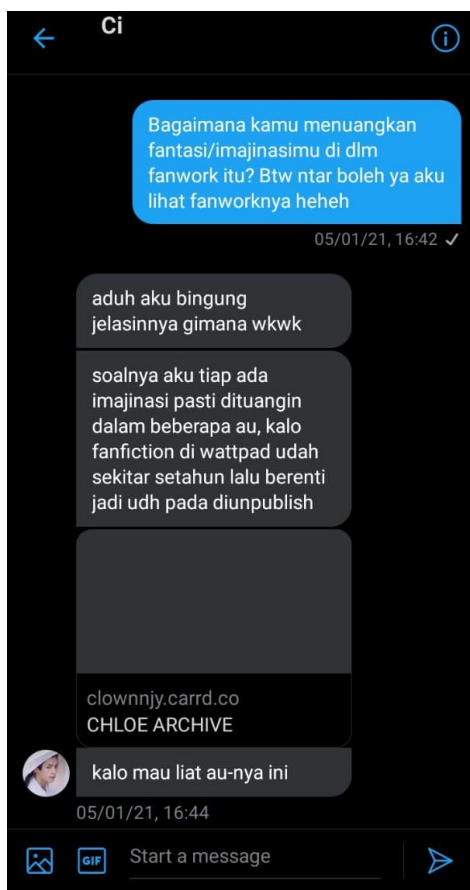 Ci
Bagaimana kamu menuangkan
fantasi/imajinasimu di dlm
fanwork itu? Btw ntar boleh ya aku
lihat fanworknya heheh
05/01/21, 16:42 ✓
aduh aku bingung
jelasinnya gimana wkwk
soalnya aku tiap ada
imajinasi pasti dituangin
dalam beberapa au, kalo
fanfiction di wattpad udah
sekitar setahun lalu berenti
jadi udh pada diunpublish
clownnjy.carrd.co
CHLOE ARCHIVE
kalo mau liat au-nya ini
05/01/21, 16:44
GIF
Start a message